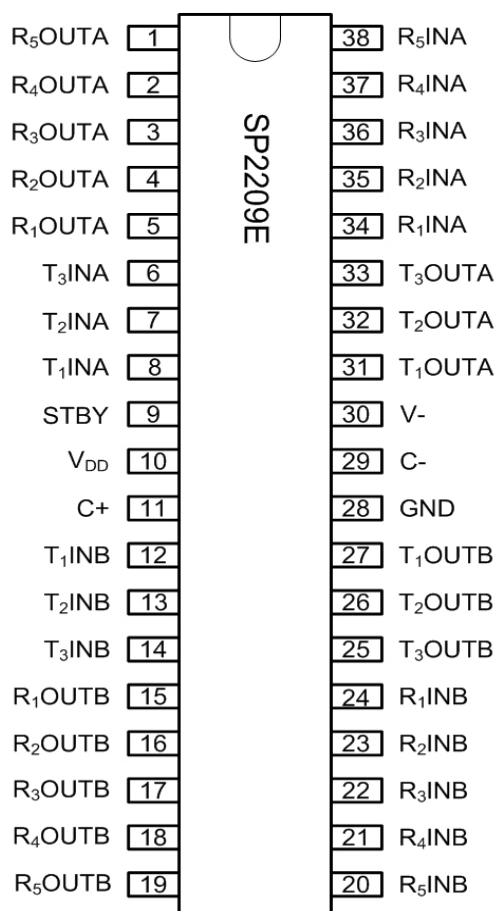 R₅OUTA 1 38 R₅INA
R₄OUTA 2 37 R₄INA
R₃OUTA 3 36 R₃INA
R₂OUTA 4 35 R₂INA
R₁OUTA 5 34 R₁INA
T₃INA 6 33 T₃OUTA
T₂INA 7 32 T₂OUTA
T₁INA 8 31 T₁OUTA
STBY 9 30 V-
V_DD 10 29 C-
C+ 11 28 GND
T₁INB 12 27 T₁OUTB
T₂INB 13 26 T₂OUTB
T₃INB 14 25 T₃OUTB
R₁OUTB 15 24 R₁INB
R₂OUTB 16 23 R₂INB
R₃OUTB 17 22 R₃INB
R₄OUTB 18 21 R₄INB
R₅OUTB 19 20 R₅INB
SP2209E